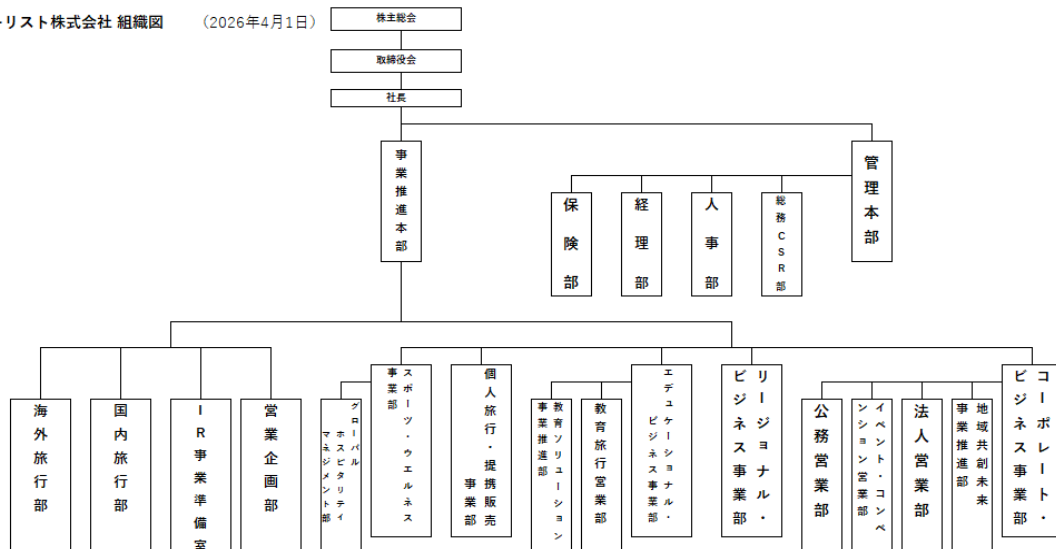 リスト株式会社 組織図 （2026年4月1日）
株主総会
取締役会
社長
事業推進本部
管理本部
保険部
経理部
人事部
総務CSR部
海外旅行部
国内旅行部
IR事業準備室
営業企画部
グローバル
ホスピタリティ
マネジメント部
スポーツ・ウエルネス
事業部
個人旅行・提携販売
事業部
教育ソリューション
事業推進部
教育旅行営業部
エデュケーショナル・
ビジネス事業部
リージョナル・
ビジネス事業部
公務営業部
イベント・コンベ
ンション営業部
法人営業部
地域共創未来
事業推進部
コーポレート・
ビジネス事業部